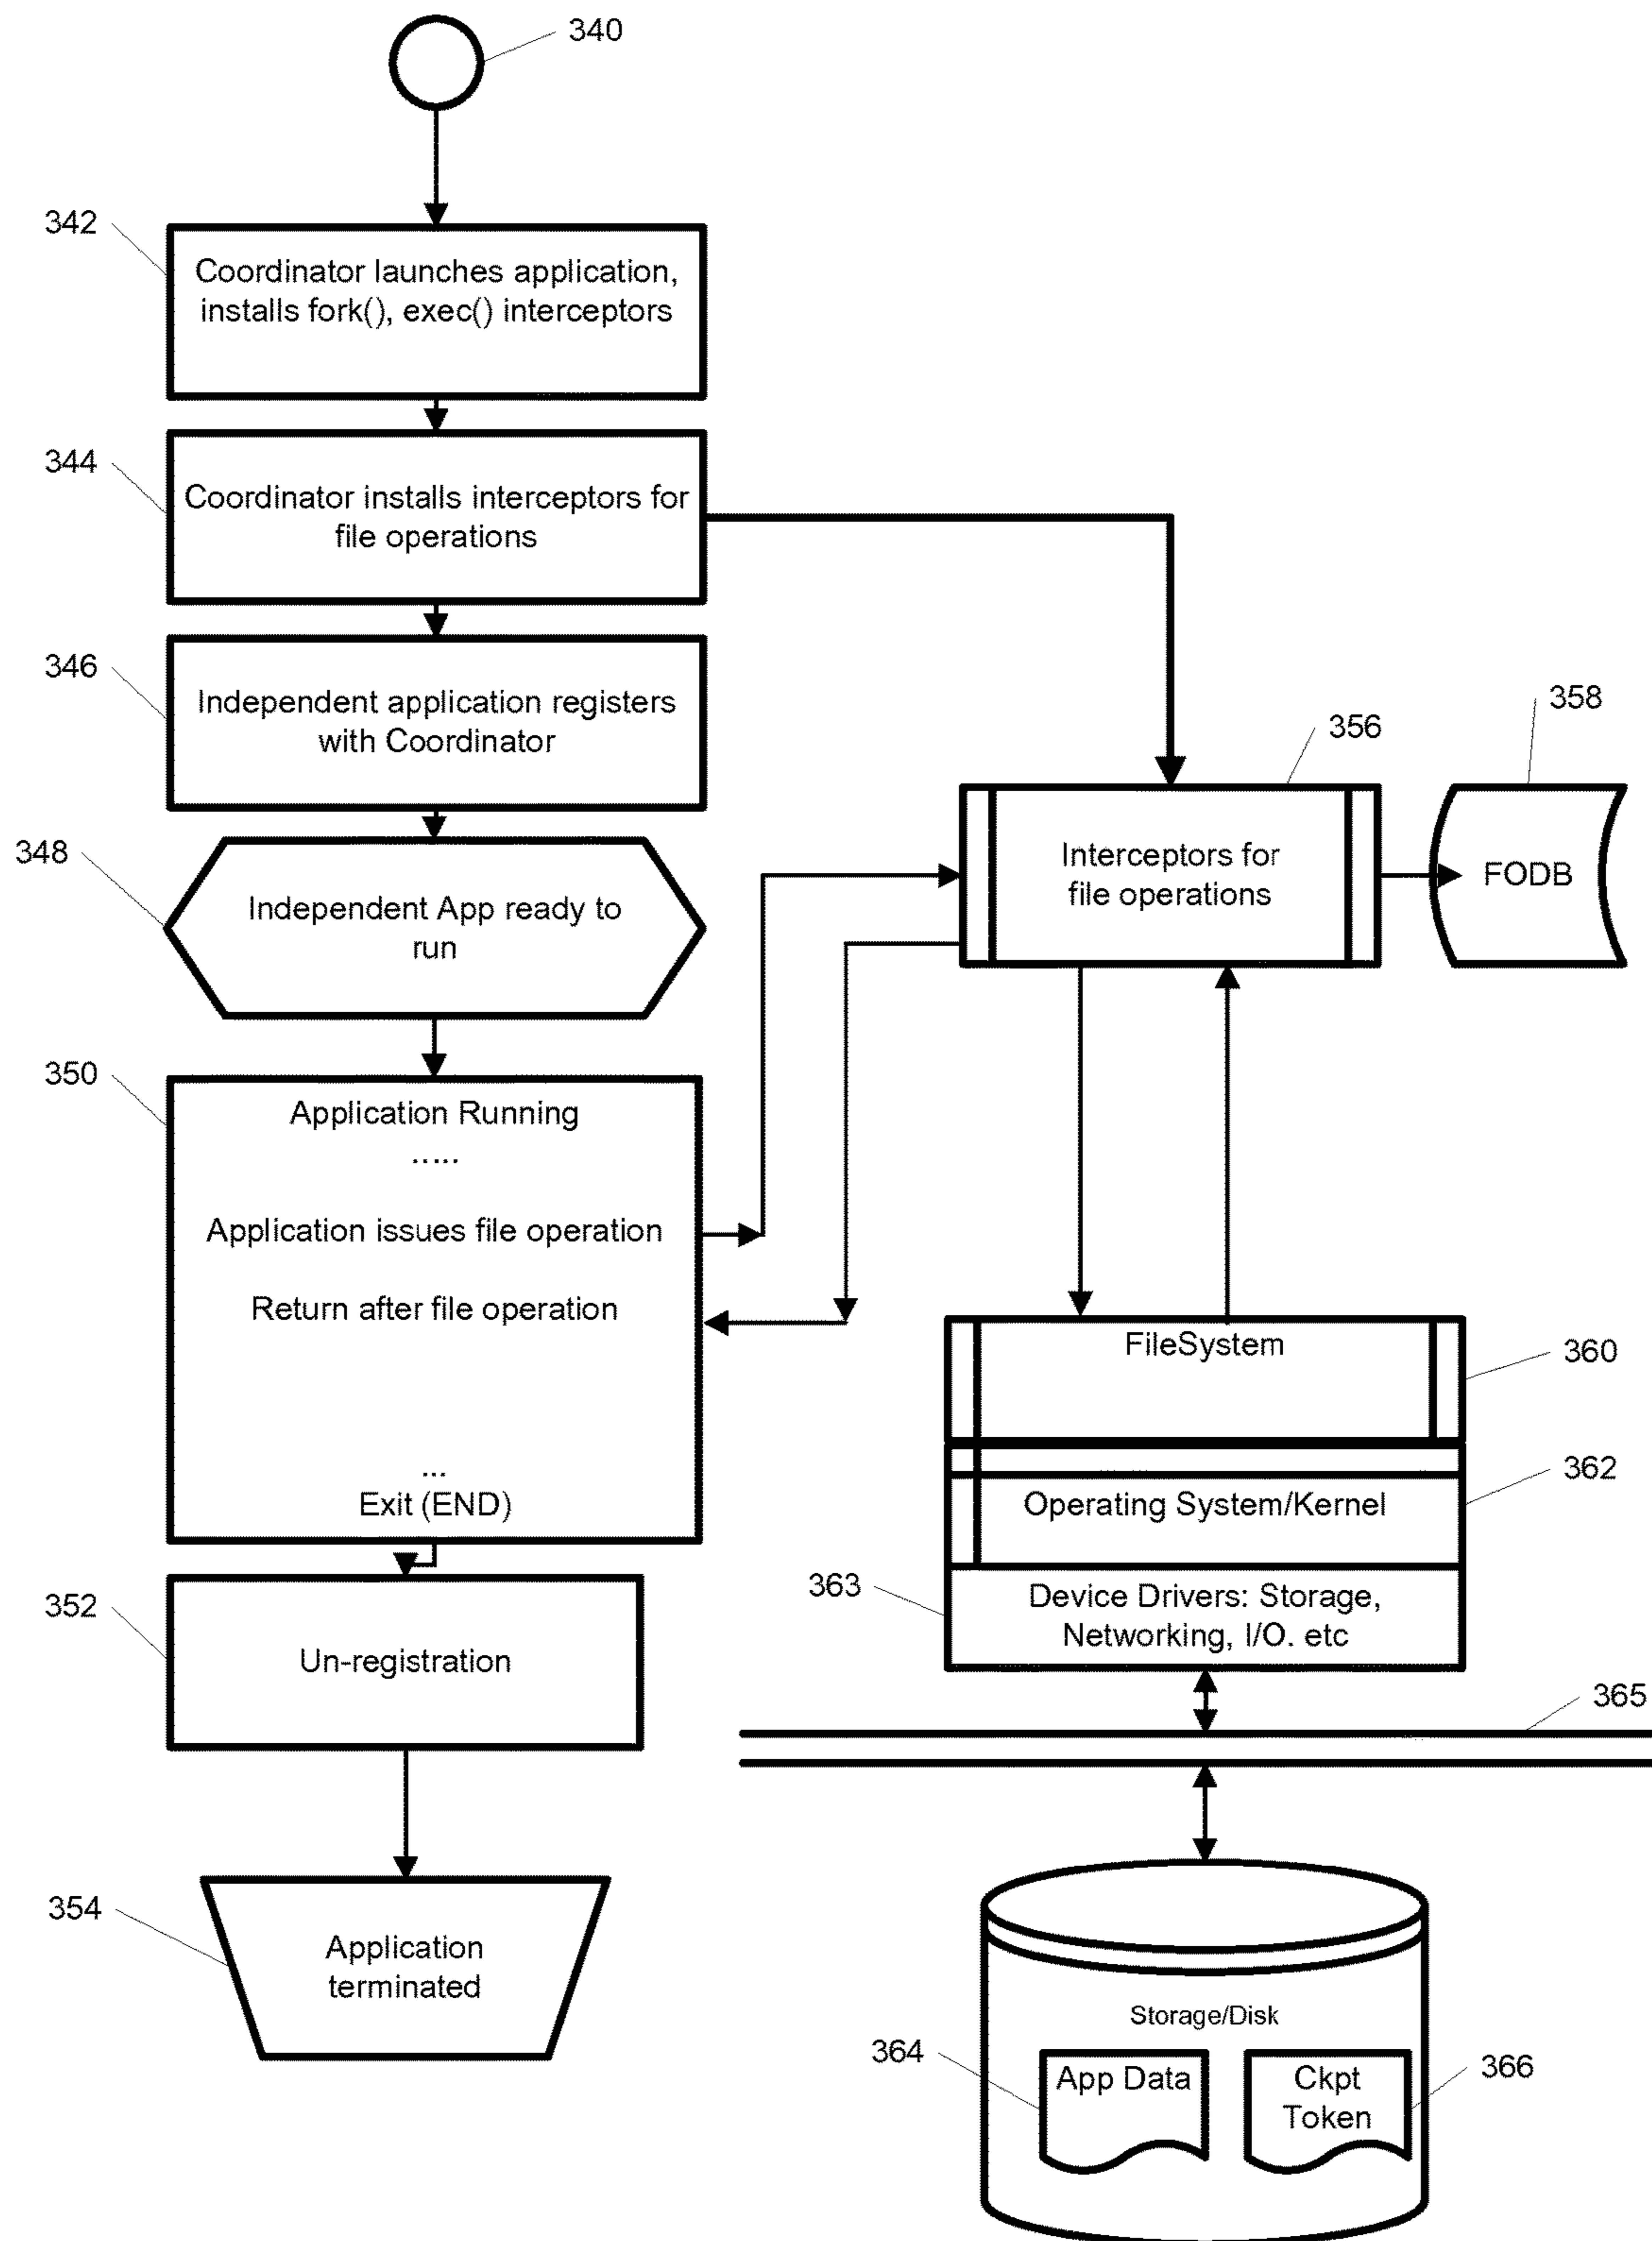 340
342
Coordinator launches application,
installs fork(), exec() interceptors
344
Coordinator installs interceptors for
file operations
346
Independent application registers
with Coordinator
348
Independent App ready to
run
350
Application Running
.....
Application issues file operation
Return after file operation
...
Exit (END)
352
Un-registration
354
Application
terminated
356
Interceptors for
file operations
358
FODB
FileSystem
360
Operating System/Kernel
362
363
Device Drivers: Storage,
Networking, I/O. etc
365
Storage/Disk
364
App Data
Ckpt
Token
366